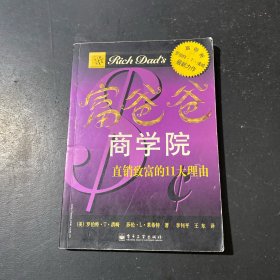 Rich Dad's
富爸爸
商学院
直销致富的11大理由
(美) 罗伯特·T·清崎 莎伦·L·莱希特 著
电子工业出版社